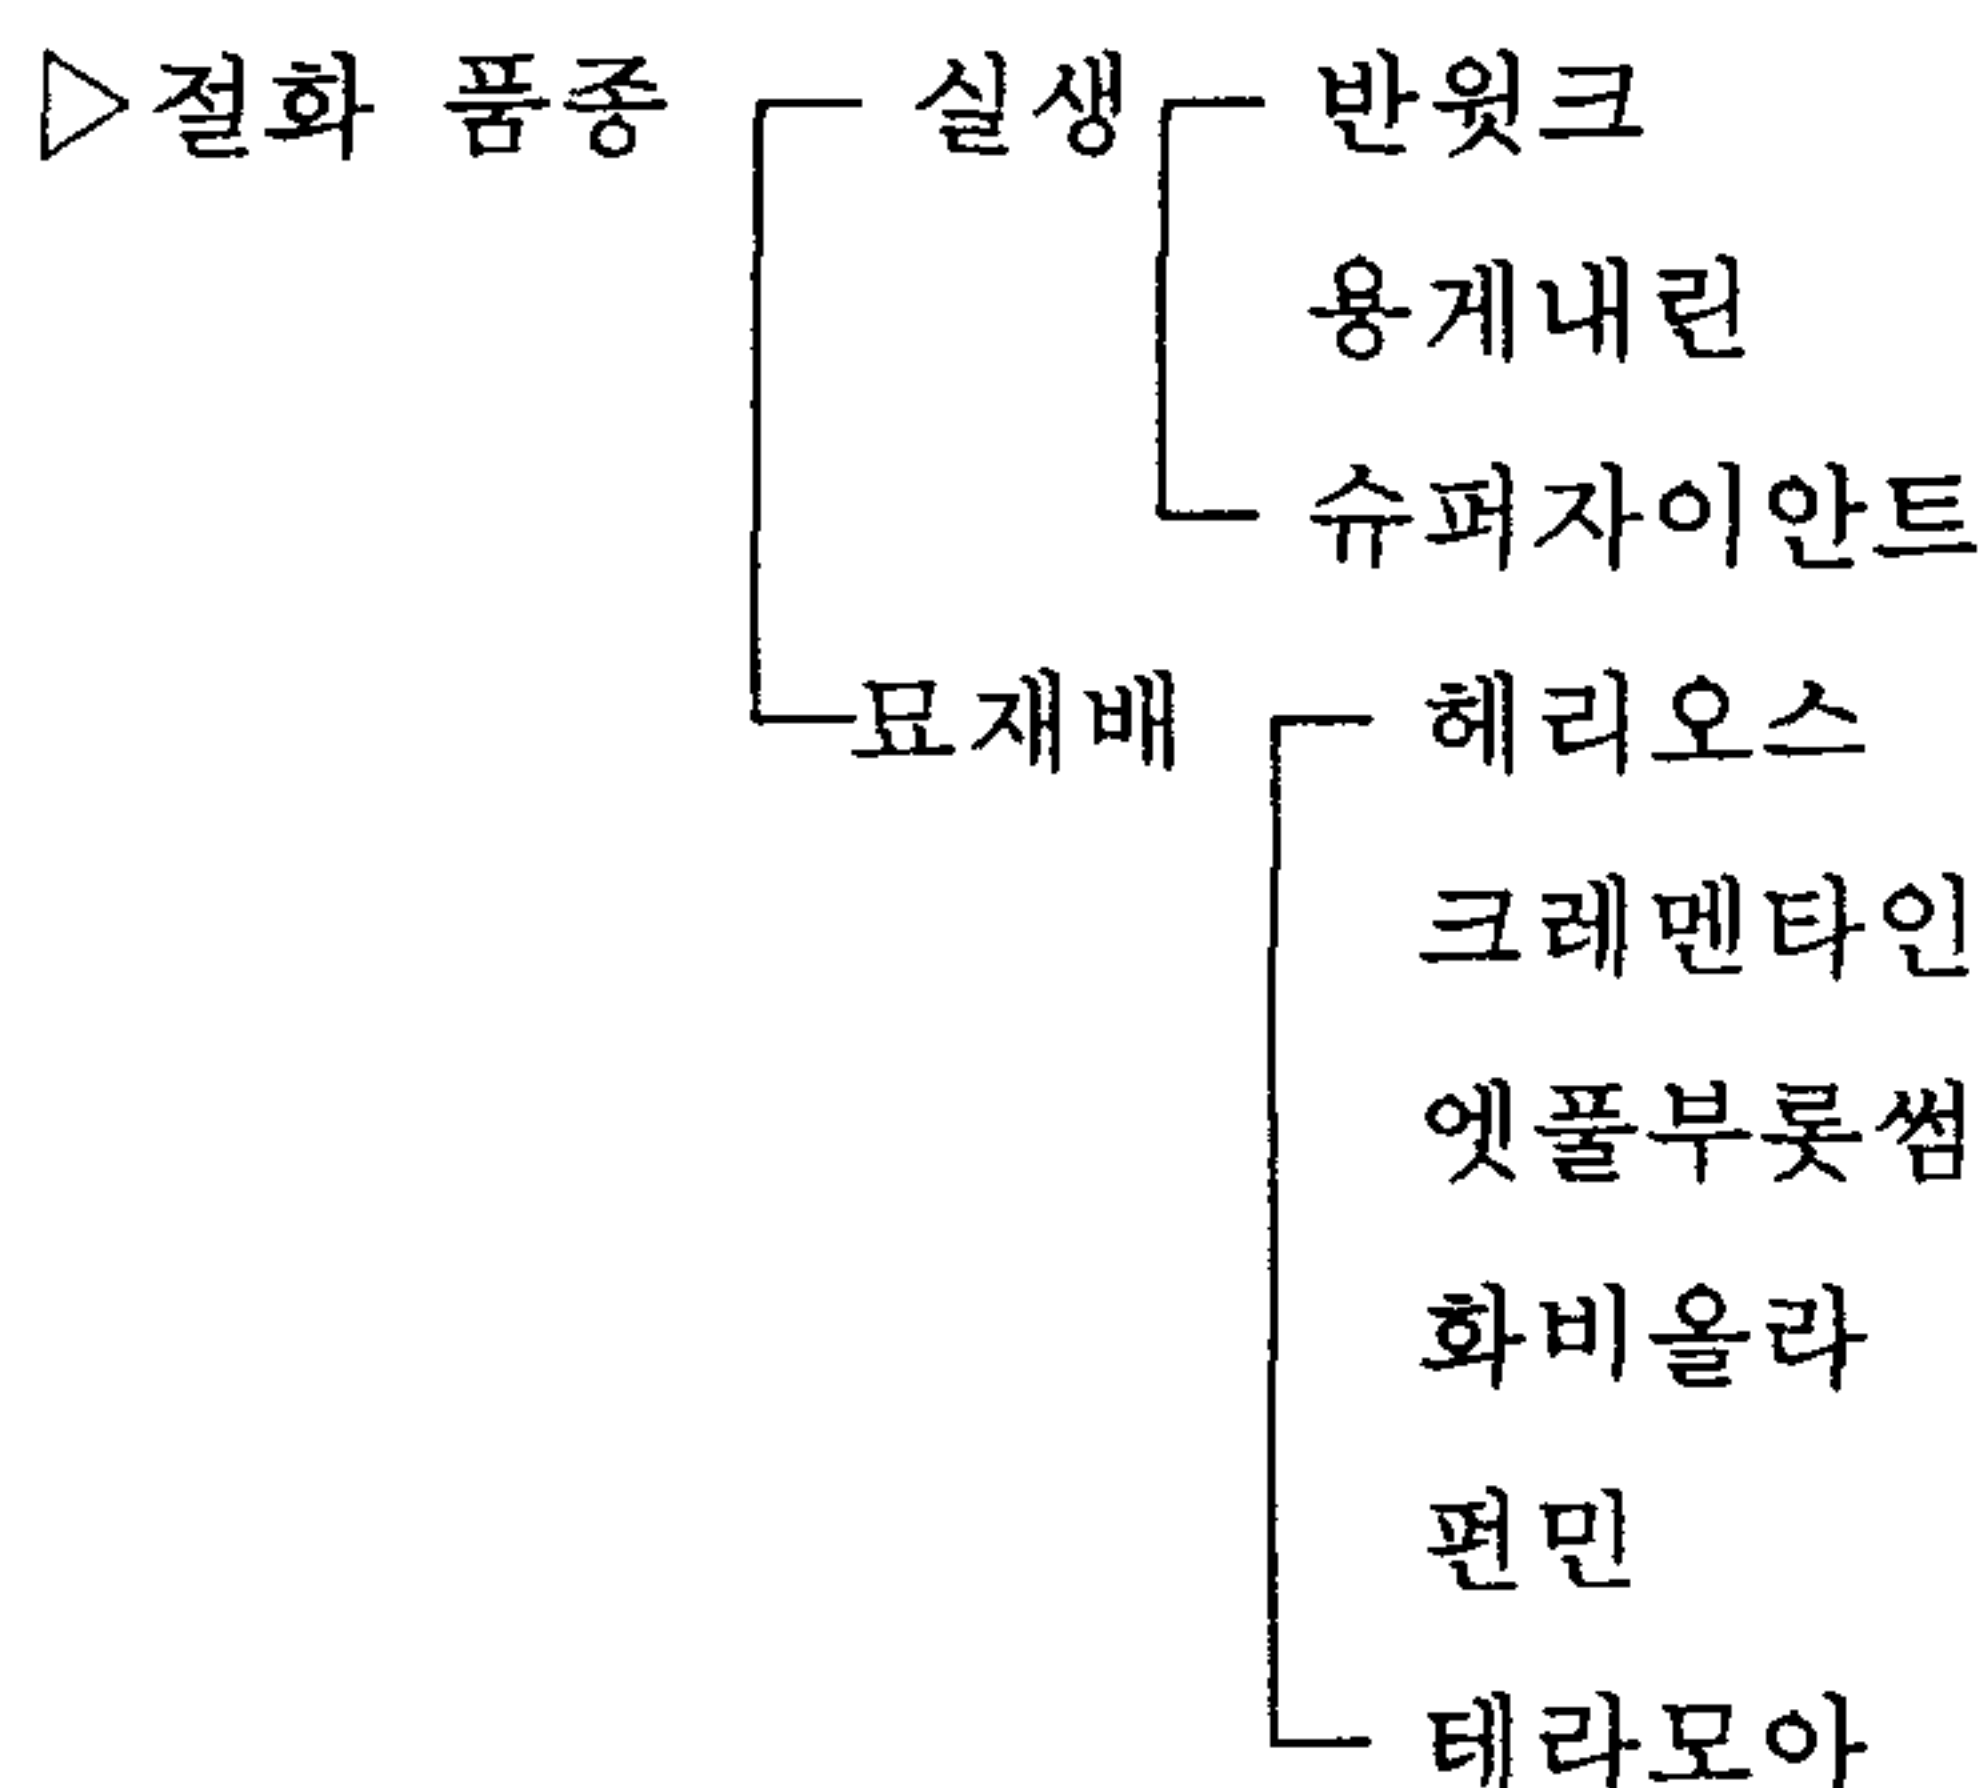 ▷절화 품종 실생 반윗크
용게내린
슈퍼자이안트
묘재배 헤리오스
크레멘타인
엣풀부롯썸
화비올라
펀민
테라모아